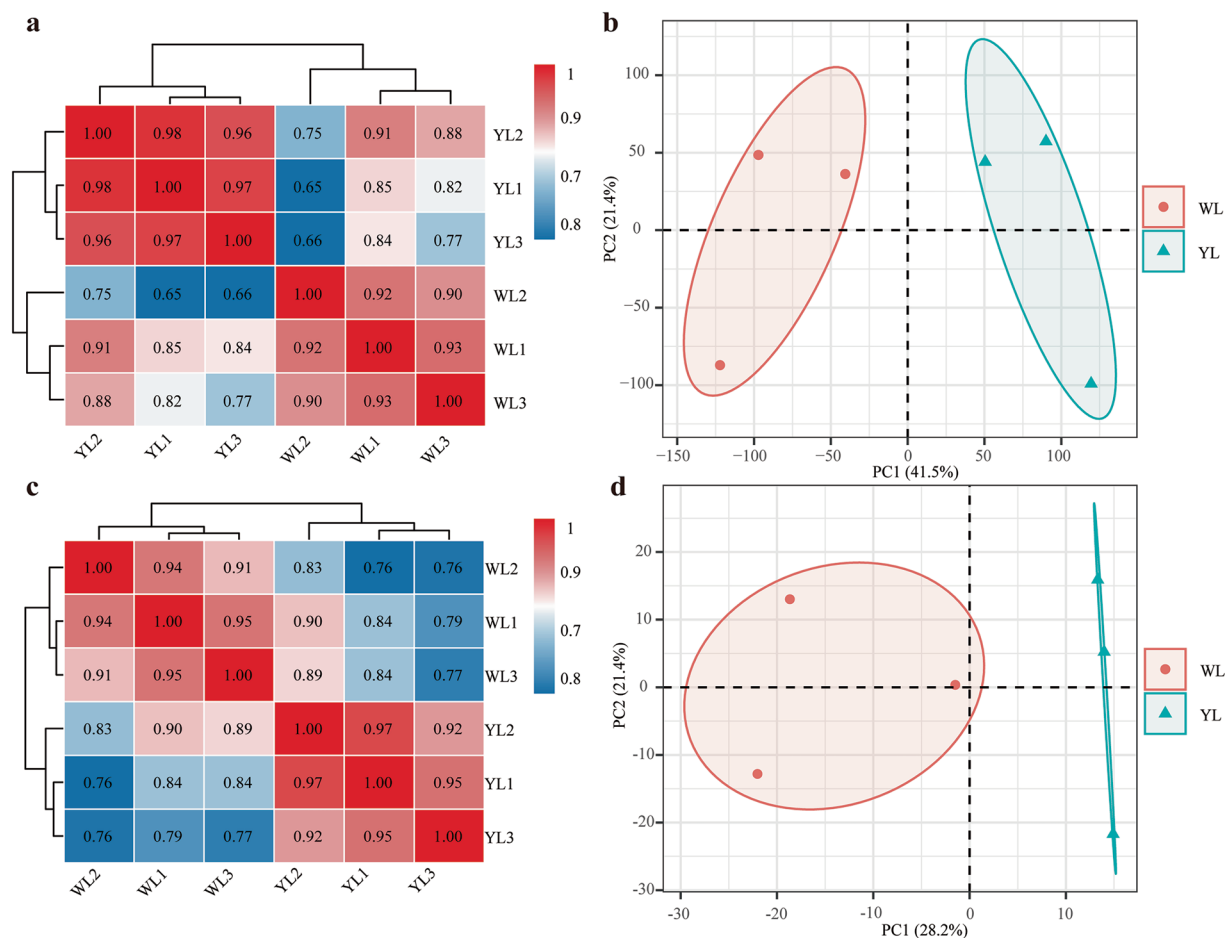 a
1
0.9
0.7
0.8
1.00 0.98 0.96 0.75 0.91 0.88 YL2
0.98 1.00 0.97 0.65 0.85 0.82 YL1
0.96 0.97 1.00 0.66 0.84 0.77 YL3
0.75 0.65 0.66 1.00 0.92 0.90 WL2
0.91 0.85 0.84 0.92 1.00 0.93 WL1
0.88 0.82 0.77 0.90 0.93 1.00 WL3
YL2 YL1 YL3 WL2 WL1 WL3
b
100
50
0
−50
−100
PC2 (21.4%)
−150 −100 −50 0 50 100
PC1 (41.5%)
WL
YL
c
1
0.9
0.7
0.8
1.00 0.94 0.91 0.83 0.76 0.76 WL2
0.94 1.00 0.95 0.90 0.84 0.79 WL1
0.91 0.95 1.00 0.89 0.84 0.77 WL3
0.83 0.90 0.89 1.00 0.97 0.92 YL2
0.76 0.84 0.84 0.97 1.00 0.95 YL1
0.76 0.79 0.77 0.92 0.95 1.00 YL3
WL2 WL1 WL3 YL2 YL1 YL3
d
20
10
0
-10
-20
-30
PC2 (21.4%)
-30 -20 -10 0 10
PC1 (28.2%)
WL
YL